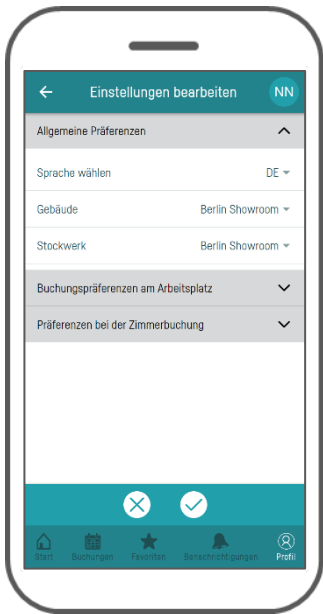 Einstellungen bearbeiten NN
Allgemeine Präferenzen
Sprache wählen DE
Gebäude Berlin Showroom
Stockwerk Berlin Showroom
Buchungspräferenzen am Arbeitsplatz
Präferenzen bei der Zimmerbuchung
Start Buchungen Favoriten Benachrichtigungen Profil